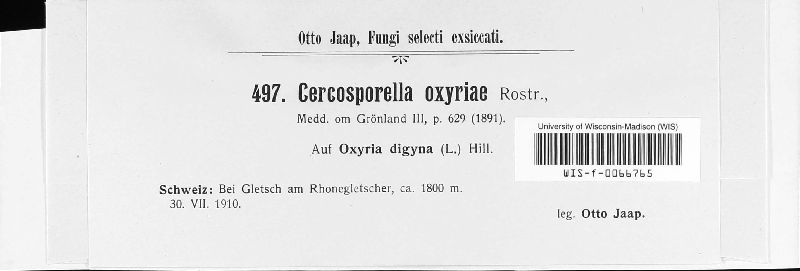 Otto Jaap, Fungi selecti exsiccati.
497. Cercosporella oxyriae Rostr.,
Medd. om Grönland III, p. 629 (1891).
Auf Oxyria digyna (L.) Hill.
University of Wisconsin-Madison (WIS)
WIS-f-0066765
Schweiz: Bei Gletsch am Rhonegletscher, ca. 1800 m.
30. VII. 1910.
leg. Otto Jaap.